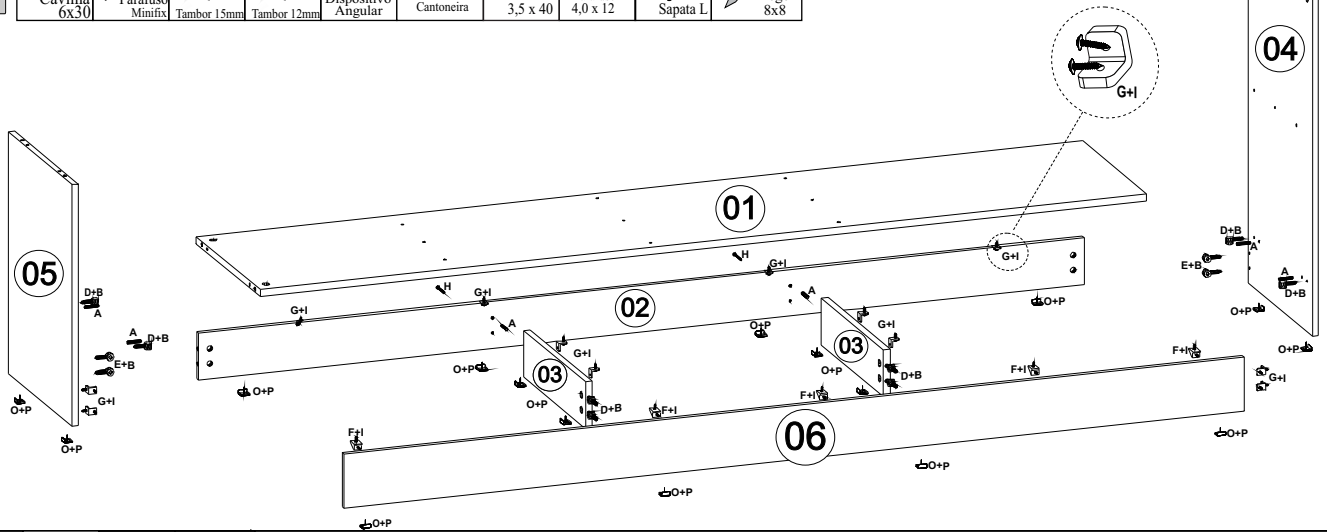 Cavilha
6x30
Parafuso
Minifix
Tambor 15mm
Tambor 12mm
Dispositivo
Angular
Cantoneira
3,5 x 40
4,0 x 12
Sapata L
8x8
04
G+I
01
05
D+B
A
E+B
H
G+I
G+I
D+B
A
A
D+B
H
G+I
A
02
O+P
O+P
A
D+B
E+B
G+I
G+I
A
O+P
G+I
03
F+I
O+P
O+P
O+P
G+I
03
D+B
F+I
G+I
O+P
O+P
O+P
D+B
F+I
F+I
O+P
F+I
06
O+P
O+P
O+P
O+P